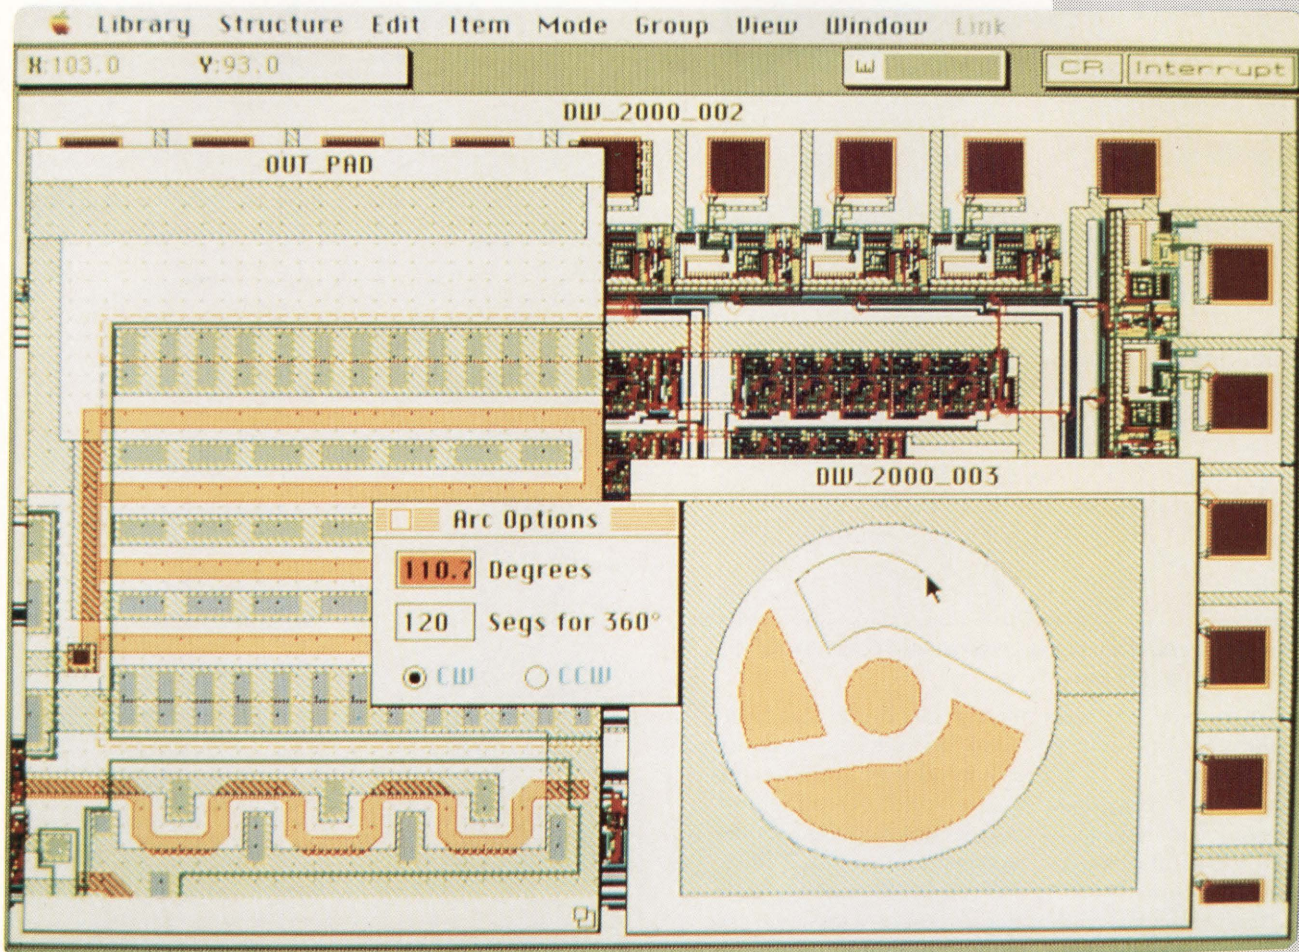 Library Structure Edit Item Mode Group View Window Link
X:103.0 Y:93.0
E
CR Interrupt
DW_2000_002
OUT_PAD
DW_2000_003
Arc Options
110.7 Degrees
120 Segs for 360°
CW CCW